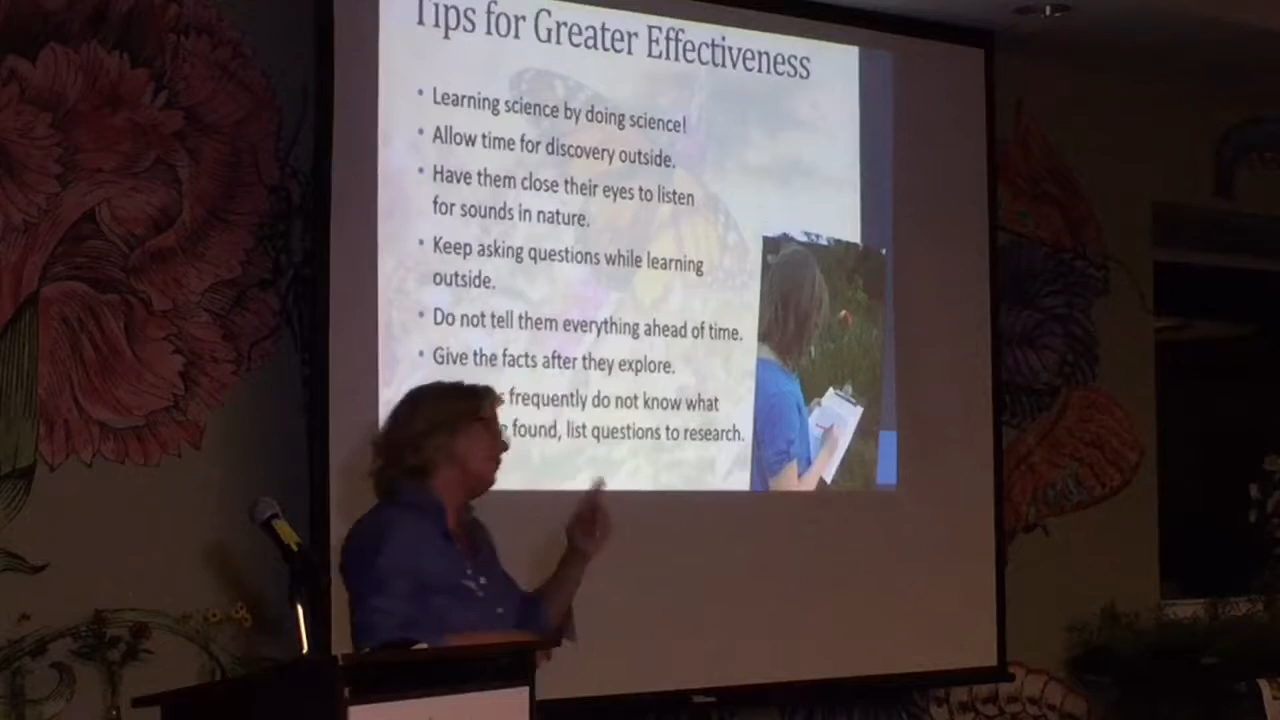 Tips for Greater Effectiveness
• Learning science by doing science!
• Allow time for discovery outside.
• Have them close their eyes to listen
for sounds in nature.
• Keep asking questions while learning
outside.
• Do not tell them everything ahead of time.
• Give the facts after they explore.
frequently do not know what
found, list questions to research.